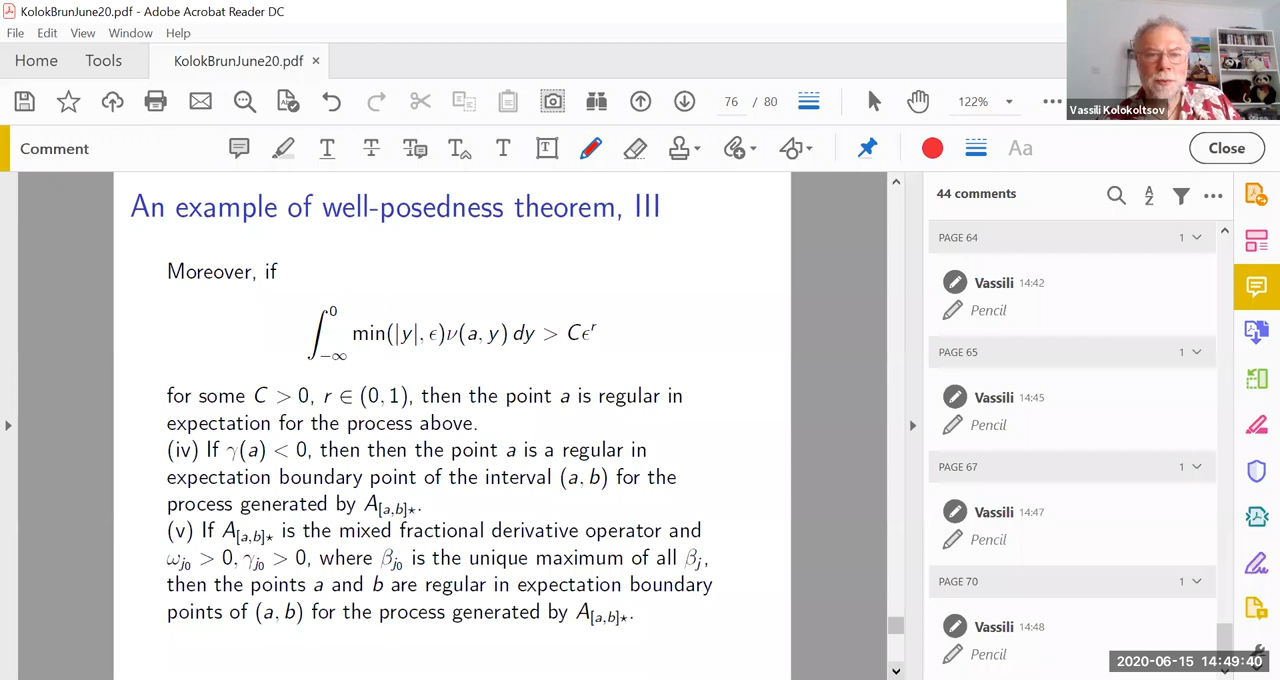 KolokBrunJune20.pdf - Adobe Acrobat Reader DC
File Edit View Window Help
Home Tools KolokBrunJune20.pdf ×
76 / 80 122%
Vassili Kolokoltsov
Comment Aa Close
An example of well-posedness theorem, III
Moreover, if
∫_{−∞}^{0} min(|y|, ϵ)ν(a, y) dy > Cϵ^r
for some C > 0, r ∈ (0, 1), then the point a is regular in
expectation for the process above.
(iv) If γ(a) < 0, then then the point a is a regular in
expectation boundary point of the interval (a, b) for the
process generated by A_{[a,b]⋆}.
(v) If A_{[a,b]⋆} is the mixed fractional derivative operator and
ω_{j₀} > 0, γ_{j₀} > 0, where β_{j₀} is the unique maximum of all β_j,
then the points a and b are regular in expectation boundary
points of (a, b) for the process generated by A_{[a,b]⋆}.
44 comments
PAGE 64 1
Vassili 14:42
Pencil
PAGE 65 1
Vassili 14:45
Pencil
PAGE 67 1
Vassili 14:47
Pencil
PAGE 70 1
Vassili 14:48
Pencil
2020-06-15 14:49:40